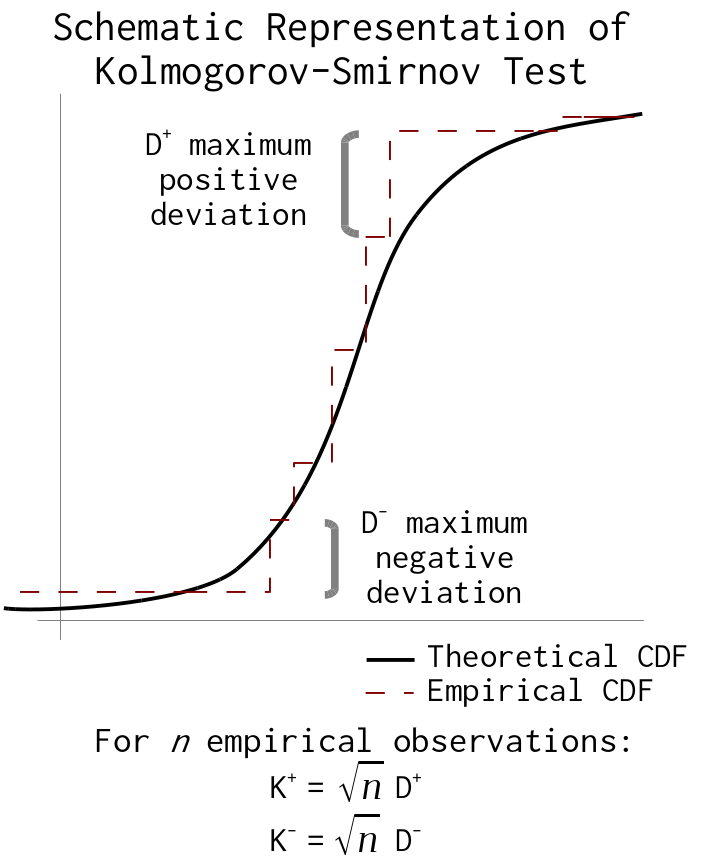 Schematic Representation of
Kolmogorov–Smirnov Test
D⁺ maximum
positive
deviation
D⁻ maximum
negative
deviation
Theoretical CDF
Empirical CDF
For n empirical observations:
K⁺ = √n D⁺
K⁻ = √n D⁻